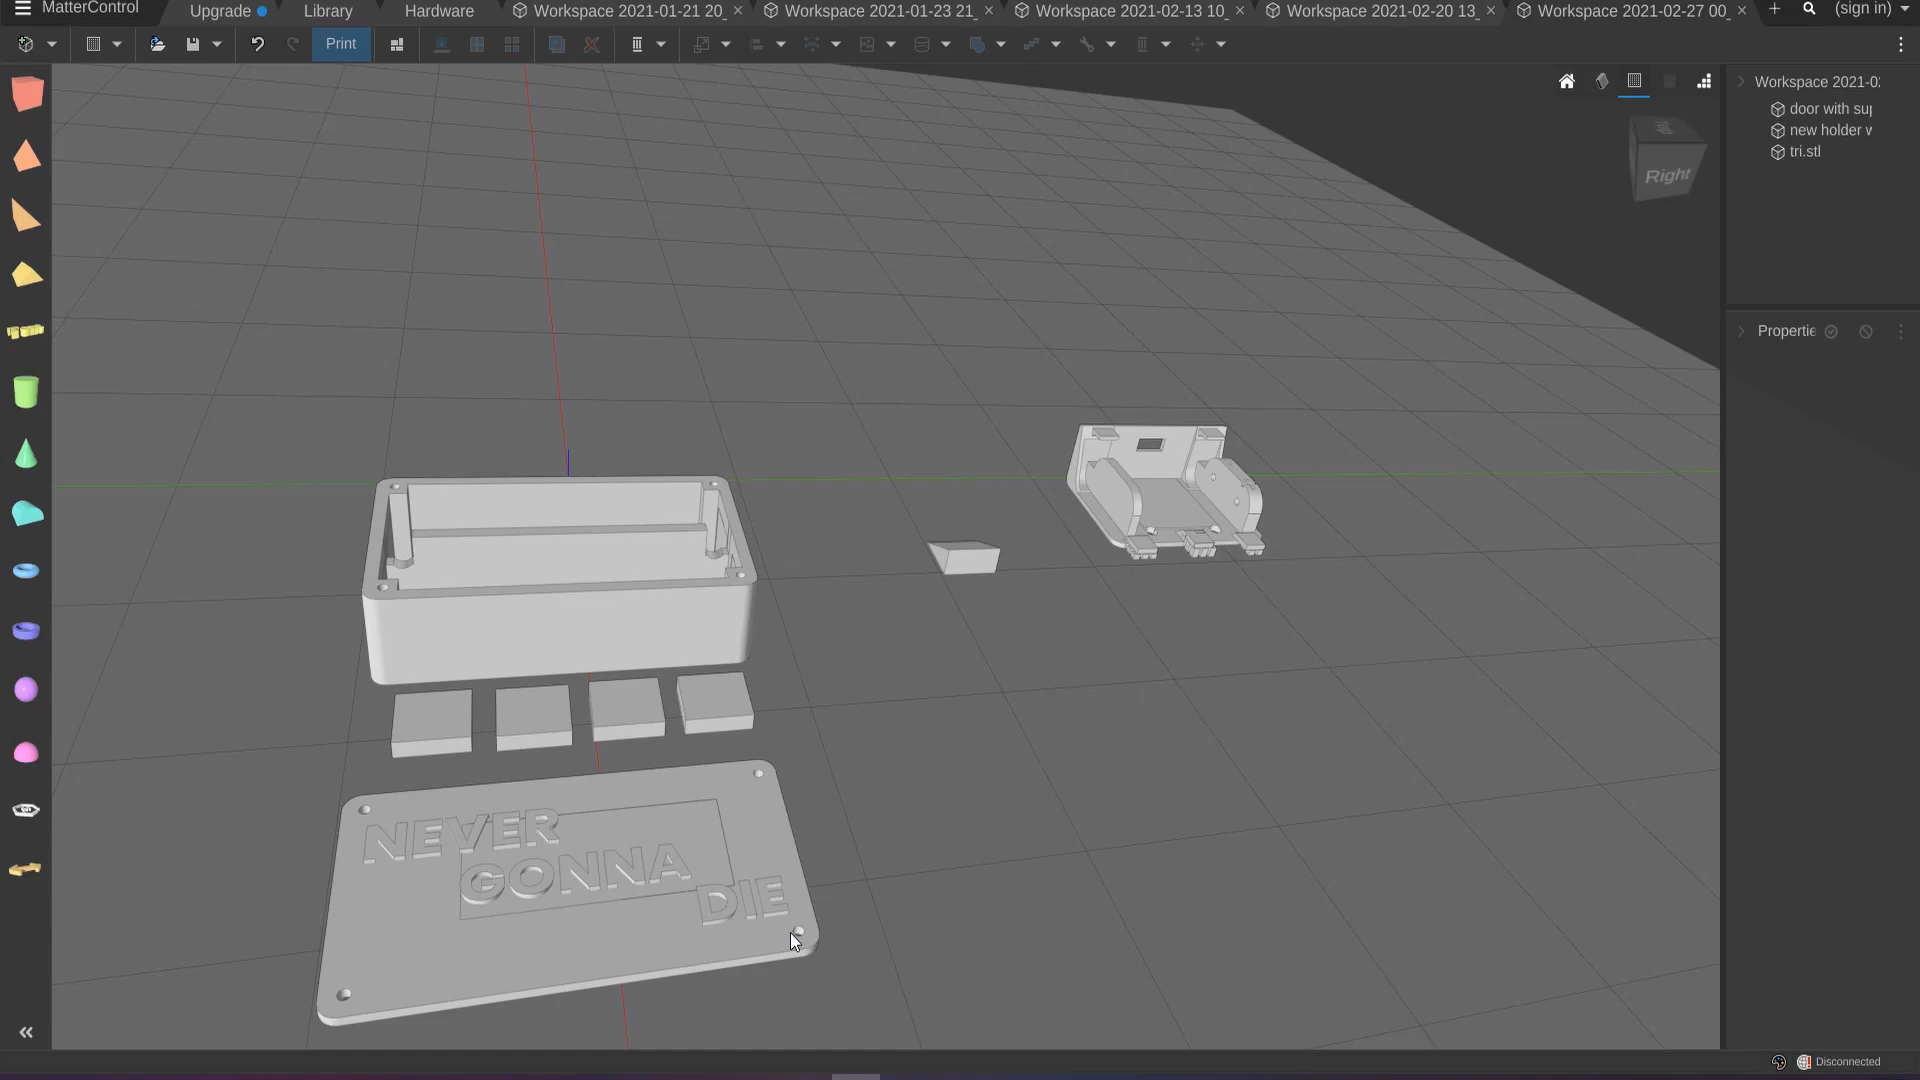 MatterControl
Upgrade
Library
Hardware
Workspace 2021-01-21 20_
Workspace 2021-01-23 21_
Workspace 2021-02-13 10_
Workspace 2021-02-20 13_
Workspace 2021-02-27 00_
(sign in)
Print
Workspace 2021-02
door with sup
new holder w
tri.stl
Right
Propertie
NEVER
GONNA
DIE
Disconnected